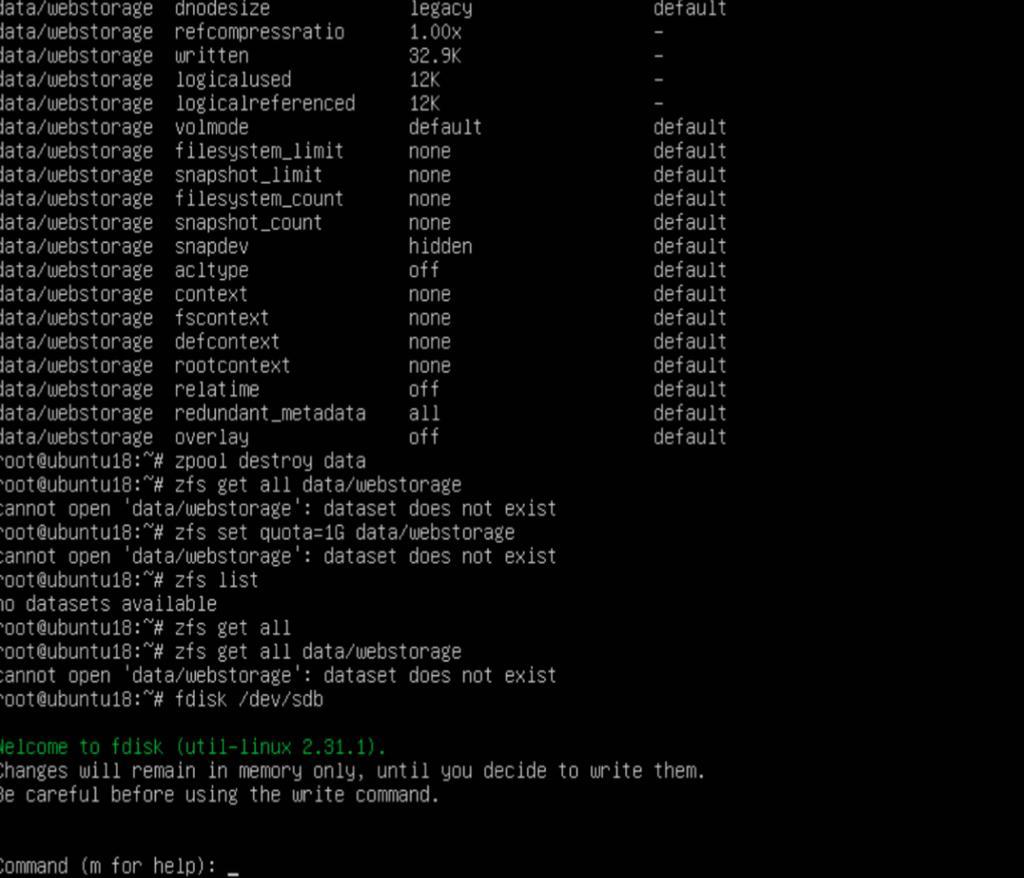 data/webstorage dnodesize legacy default
data/webstorage refcompressratio 1.00x -
data/webstorage written 32.9K -
data/webstorage logicalused 12K -
data/webstorage logicalreferenced 12K -
data/webstorage volmode default default
data/webstorage filesystem_limit none default
data/webstorage snapshot_limit none default
data/webstorage filesystem_count none default
data/webstorage snapshot_count none default
data/webstorage snapdev hidden default
data/webstorage acltype off default
data/webstorage context none default
data/webstorage fscontext none default
data/webstorage defcontext none default
data/webstorage rootcontext none default
data/webstorage relatime off default
data/webstorage redundant_metadata all default
data/webstorage overlay off default
root@ubuntu18:~# zpool destroy data
root@ubuntu18:~# zfs get all data/webstorage
cannot open 'data/webstorage': dataset does not exist
root@ubuntu18:~# zfs set quota=1G data/webstorage
cannot open 'data/webstorage': dataset does not exist
root@ubuntu18:~# zfs list
no datasets available
root@ubuntu18:~# zfs get all
root@ubuntu18:~# zfs get all data/webstorage
cannot open 'data/webstorage': dataset does not exist
root@ubuntu18:~# fdisk /dev/sdb
Welcome to fdisk (util-linux 2.31.1).
Changes will remain in memory only, until you decide to write them.
Be careful before using the write command.
Command (m for help): _